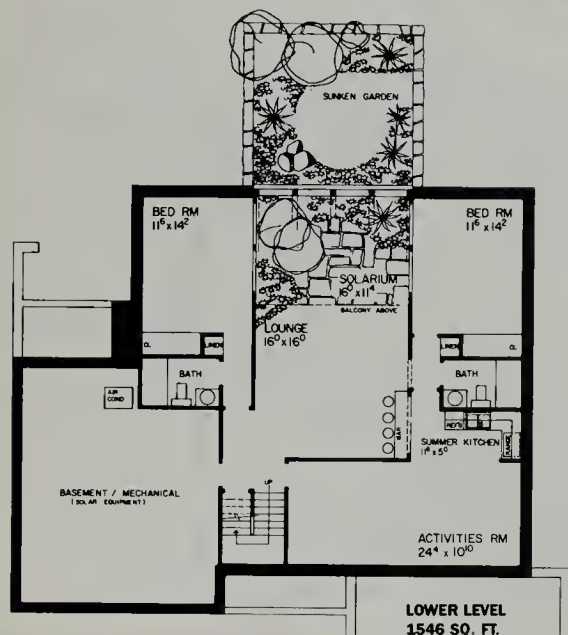 SUNKEN GARDEN
BED RM
11⁶ x 14²
BED RM
11⁶ x 14²
SOLARIUM
16⁰ x 11⁴
BALCONY ABOVE
LOUNGE
16⁰ x 16⁰
CL
LINEN
LINEN
CL
BATH
BATH
AIR
COND
REF'G
RANGE
BAR
SUMMER KITCHEN
11⁸ x 5⁰
UP
BASEMENT / MECHANICAL
(SOLAR EQUIPMENT)
ACTIVITIES RM
24⁴ x 10¹⁰
LOWER LEVEL
1546 SQ. FT.